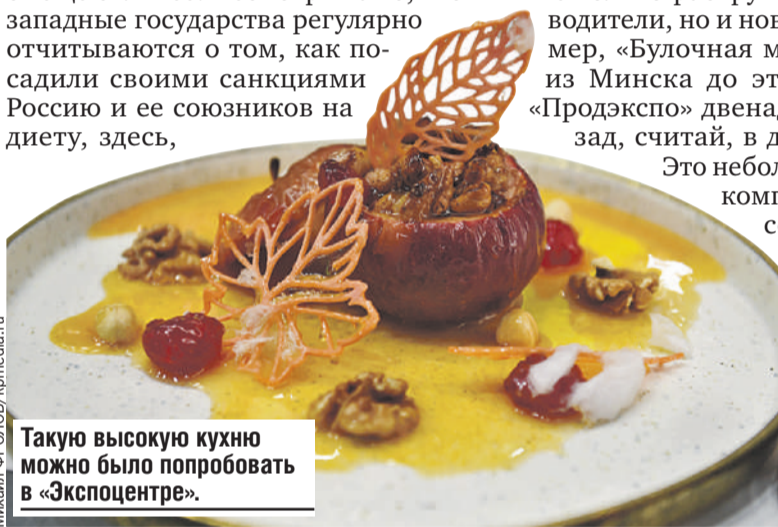 западные государства регулярно
отчитываются о том, как по-
садили своими санкциями
Россию и ее союзников на
диету, здесь,
водители, но и нов
мер, «Булочная м
из Минска до эт
«Продэкспо» двенад
зад, считай, в д
Это небол
комп
се
Такую высокую кухню
можно было попробовать
в «Экспоцентре».